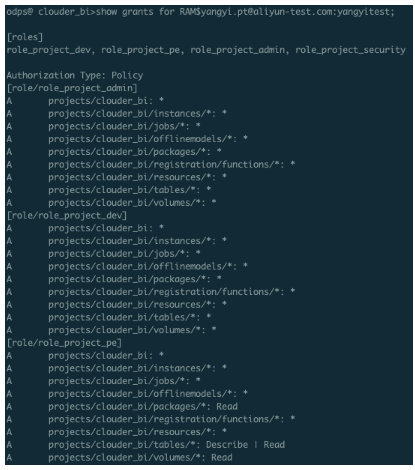 odps@ clouder_bi>show grants for RAM$yangyi.pt@aliyun-test.com:yangyitest;
[roles]
role_project_dev, role_project_pe, role_project_admin, role_project_security
Authorization Type: Policy
[role/role_project_admin]
A projects/clouder_bi: *
A projects/clouder_bi/instances/*: *
A projects/clouder_bi/jobs/*: *
A projects/clouder_bi/offlinemodels/*: *
A projects/clouder_bi/packages/*: *
A projects/clouder_bi/registration/functions/*: *
A projects/clouder_bi/resources/*: *
A projects/clouder_bi/tables/*: *
A projects/clouder_bi/volumes/*: *
[role/role_project_dev]
A projects/clouder_bi: *
A projects/clouder_bi/instances/*: *
A projects/clouder_bi/jobs/*: *
A projects/clouder_bi/offlinemodels/*: *
A projects/clouder_bi/packages/*: *
A projects/clouder_bi/registration/functions/*: *
A projects/clouder_bi/resources/*: *
A projects/clouder_bi/tables/*: *
A projects/clouder_bi/volumes/*: *
[role/role_project_pe]
A projects/clouder_bi: *
A projects/clouder_bi/instances/*: *
A projects/clouder_bi/jobs/*: *
A projects/clouder_bi/offlinemodels/*: *
A projects/clouder_bi/packages/*: Read
A projects/clouder_bi/registration/functions/*: *
A projects/clouder_bi/resources/*: *
A projects/clouder_bi/tables/*: Describe | Read
A projects/clouder_bi/volumes/*: Read